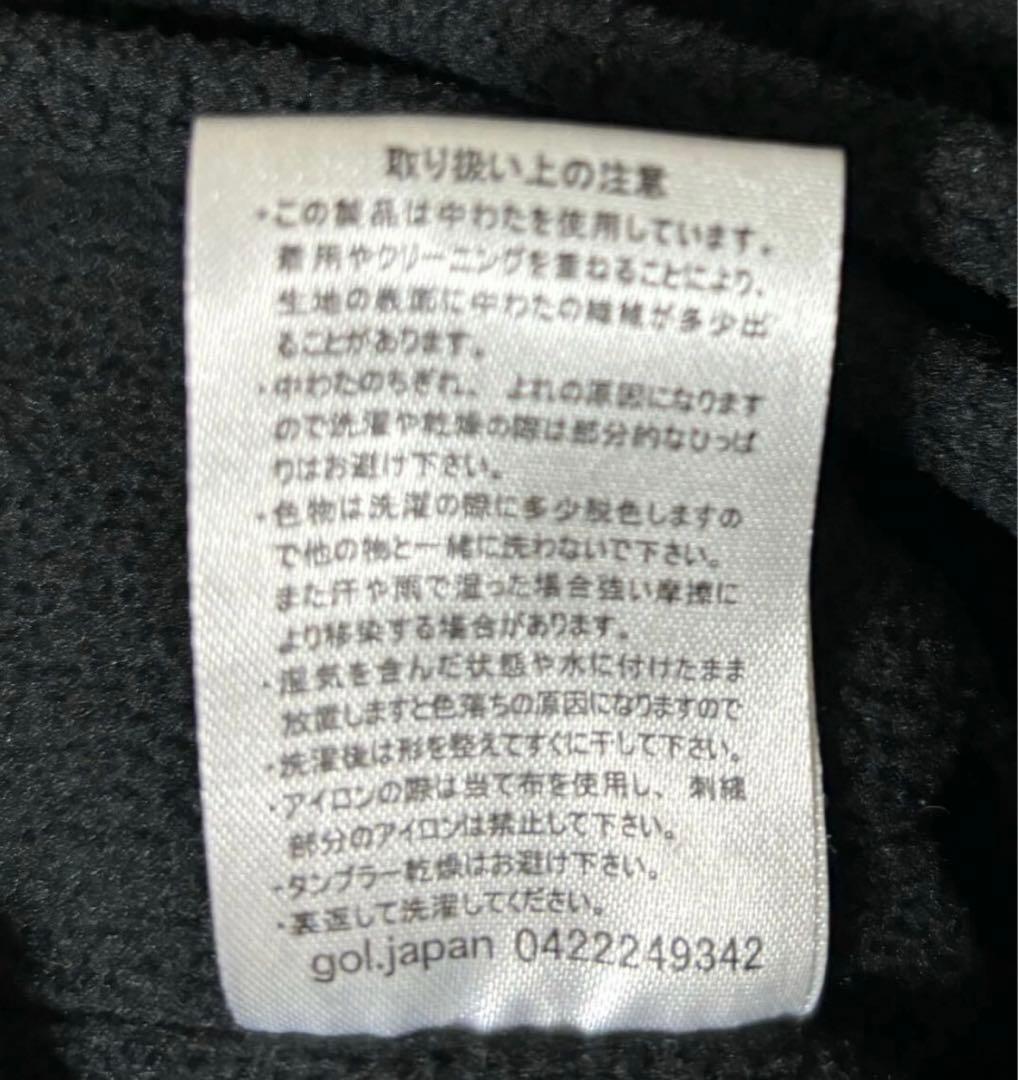 取り扱い上の注意
・この製品は中わたを使用しています。
着用やクリーニングを重ねることにより、
生地の表面に中わたの繊維が多少出
ることがあります。
・中わたのちぎれ、よれの原因になります
ので洗濯や乾燥の際は部分的なひっぱ
りはお避け下さい。
・色物は洗濯の際に多少脱色しますの
で他の物と一緒に洗わないで下さい。
また汗や雨で湿った場合強い摩擦に
より移染する場合があります。
・湿気を含んだ状態や水に付けたまま
放置しますと色落ちの原因になりますので
・洗濯後は形を整えてすぐに干して下さい。
・アイロンの際は当て布を使用し、刺繍
部分のアイロンは禁止して下さい。
・タンブラー乾燥はお避け下さい。
・裏返して洗濯してください。
gol.japan 0422249342